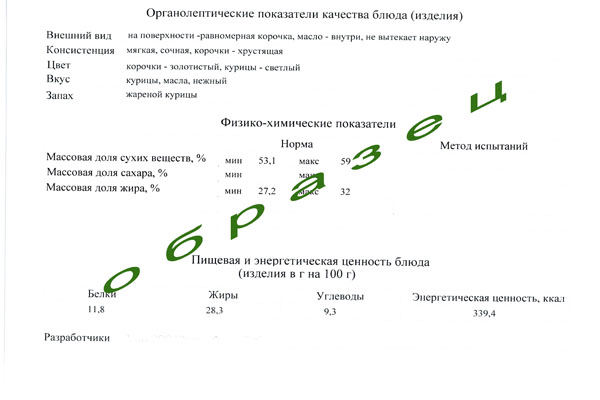 Органолептические показатели качества блюда (изделия)
Внешний вид на поверхности -равномерная корочка, масло - внутри, не вытекает наружу
Консистенция мягкая, сочная, корочки - хрустящая
Цвет корочки - золотистый, курицы - светлый
Вкус курицы, масла, нежный
Запах жареной курицы
Физико-химические показатели
Норма Метод испытаний
Массовая доля сухих веществ, % мин 53,1 макс 59
Массовая доля сахара, % мин макс
Массовая доля жира, % мин 27,2 макс 32
образец
Пищевая и энергетическая ценность блюда
(изделия в г на 100 г)
Белки Жиры Углеводы Энергетическая ценность, ккал
11,8 28,3 9,3 339,4
Разработчики